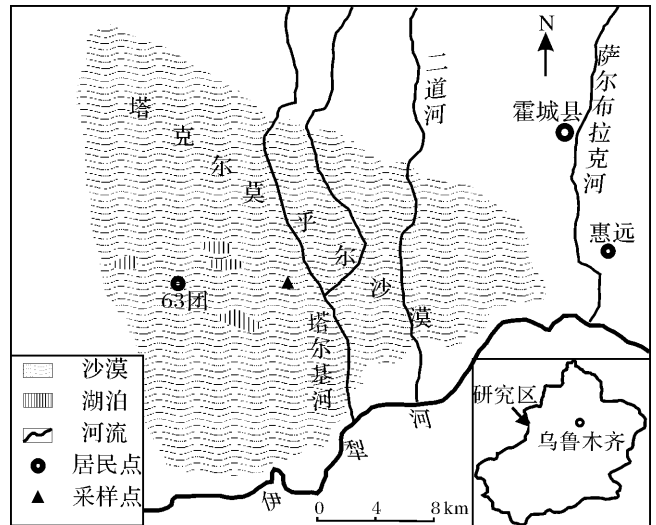 N
二道河
萨尔布拉克河
霍城县
塔克尔莫乎尔沙漠
惠远
63团
塔尔基河
伊犁河
沙漠
湖泊
河流
居民点
采样点
0 4 8 km
研究区
乌鲁木齐